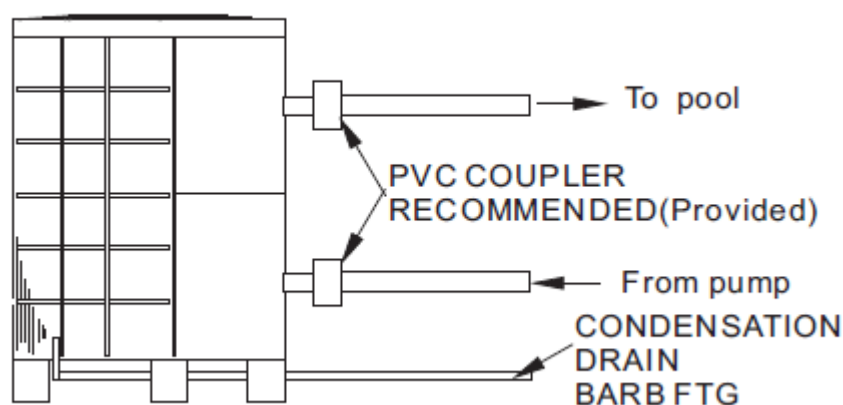 To pool
PVC COUPLER
RECOMMENDED(Provided)
From pump
CONDENSATION
DRAIN
BARB FTG